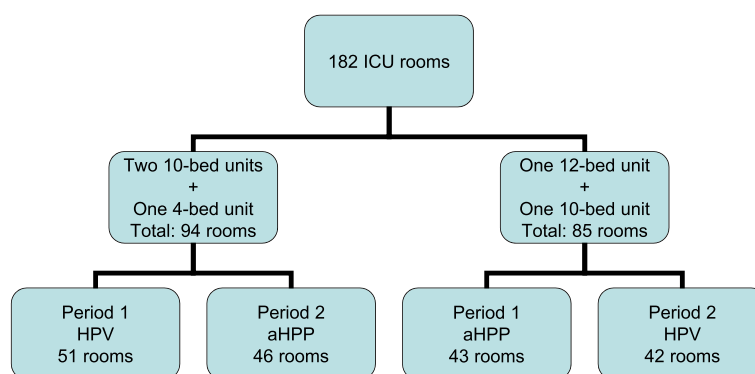 182 ICU rooms
Two 10-bed units
+
One 4-bed unit
Total: 94 rooms
One 12-bed unit
+
One 10-bed unit
Total: 85 rooms
Period 1
HPV
51 rooms
Period 2
aHPP
46 rooms
Period 1
aHPP
43 rooms
Period 2
HPV
42 rooms